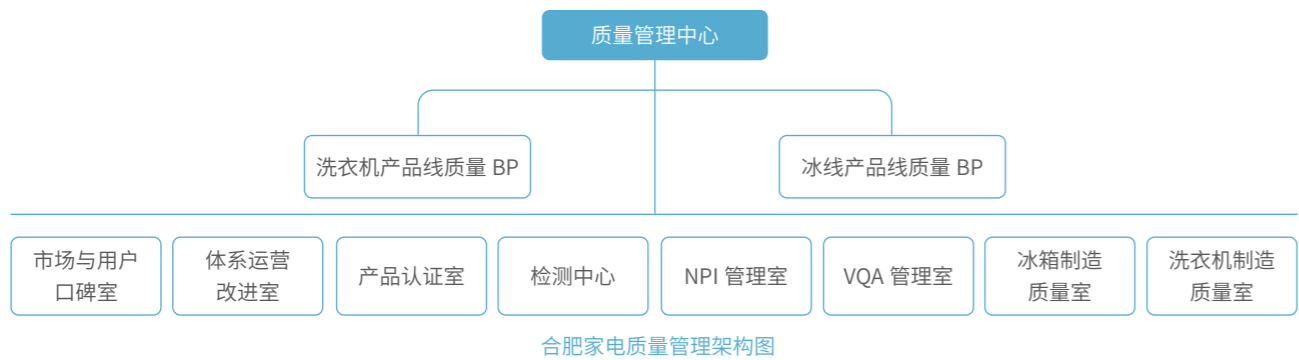 质量管理中心
洗衣机产品线质量 BP
冰线产品线质量 BP
市场与用户
口碑室
体系运营
改进室
产品认证室
检测中心
NPI 管理室
VQA 管理室
冰箱制造
质量室
洗衣机制造
质量室
合肥家电质量管理架构图